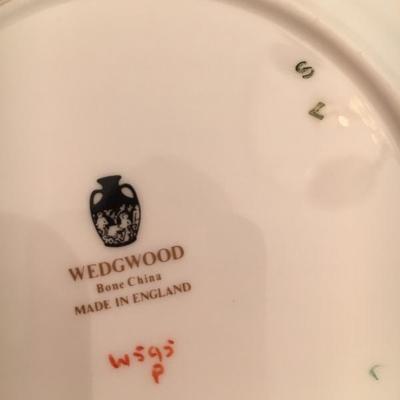 S
L
WEDGWOOD
Bone China
MADE IN ENGLAND
W595
P